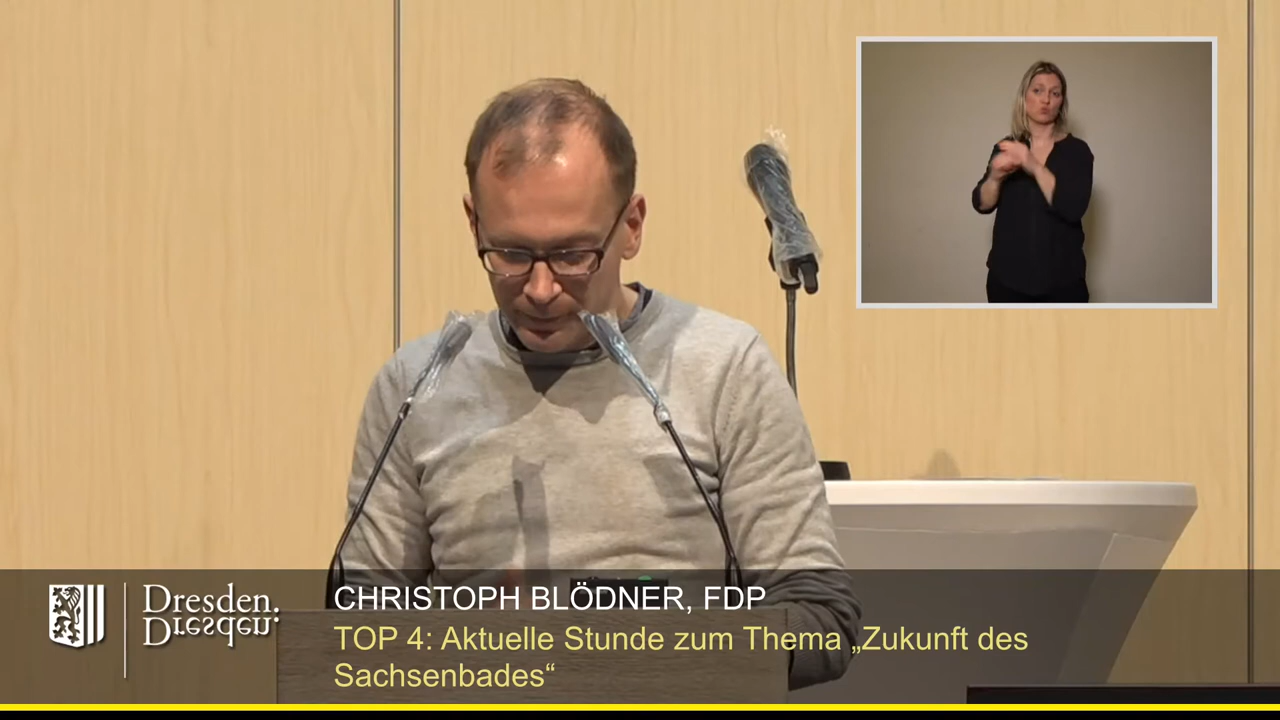 Dresden.
Dresden.
CHRISTOPH BLÖDNER, FDP
TOP 4: Aktuelle Stunde zum Thema „Zukunft des
Sachsenbades“